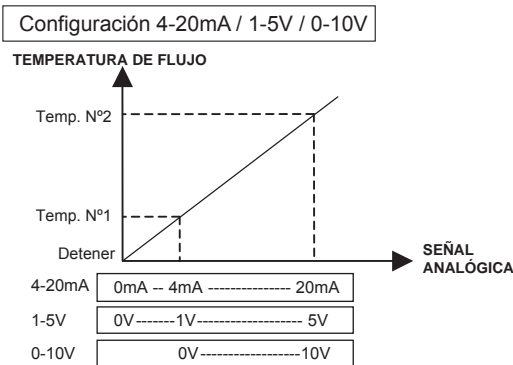 Configuración 4-20mA / 1-5V / 0-10V
TEMPERATURA DE FLUJO
Temp. Nº2
Temp. Nº1
Detener
SEÑAL
ANALÓGICA
4-20mA 0mA -- 4mA --------------- 20mA
1-5V 0V-------1V------------------ 5V
0-10V 0V------------------10V